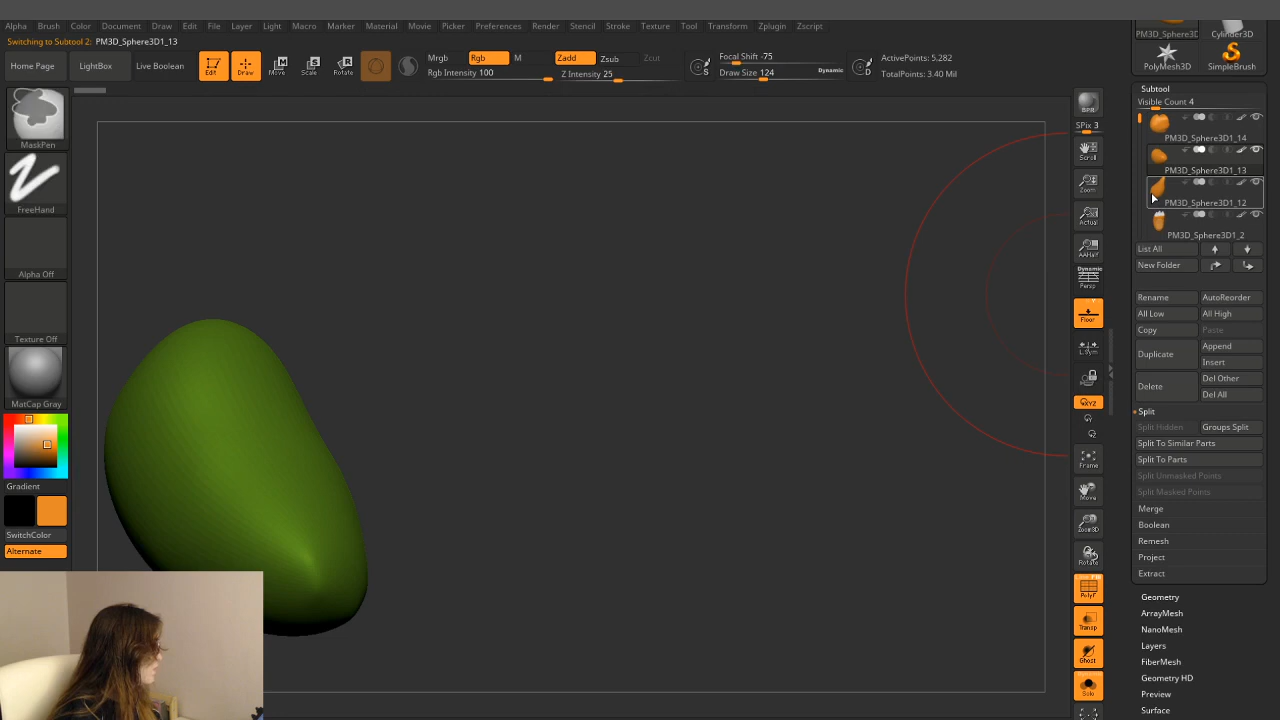 Alpha Brush Color Document Draw Edit File Layer Light Macro Marker Material Movie Picker Preferences Render Stencil Stroke Texture Tool Transform Zplugin Zscript
Switching to Subtool 2: PM3D_Sphere3D1_13
Home Page LightBox Live Boolean Edit Draw Move Scale Rotate
Mrgb Rgb M Zadd Zsub Zcut
Rgb Intensity 100 Z Intensity 25
S Focal Shift -75 D
Draw Size 124 Dynamic
ActivePoints: 5,282
TotalPoints: 3.40 Mil
MaskPen
FreeHand
Alpha Off
Texture Off
MatCap Gray
Gradient
SwitchColor
Alternate
BPR
SPix 3
Scroll
Zoom
Actual
AAHalf
Dynamic
Persp
Floor
L.Sym
XYZ
Frame
Move
Zoom3D
Rotate
PolyF
Transp
Ghost
Solo
PM3D_Sphere3D Cylinder3D
PolyMesh3D SimpleBrush
Subtool
Visible Count 4
PM3D_Sphere3D1_14
PM3D_Sphere3D1_13
PM3D_Sphere3D1_12
PM3D_Sphere3D1_2
List All
New Folder
Rename AutoReorder
All Low All High
Copy Paste
Duplicate Append
Insert
Delete Del Other
Del All
Split
Split Hidden Groups Split
Split To Similar Parts
Split To Parts
Split Unmasked Points
Split Masked Points
Merge
Boolean
Remesh
Project
Extract
Geometry
ArrayMesh
NanoMesh
Layers
FiberMesh
Geometry HD
Preview
Surface